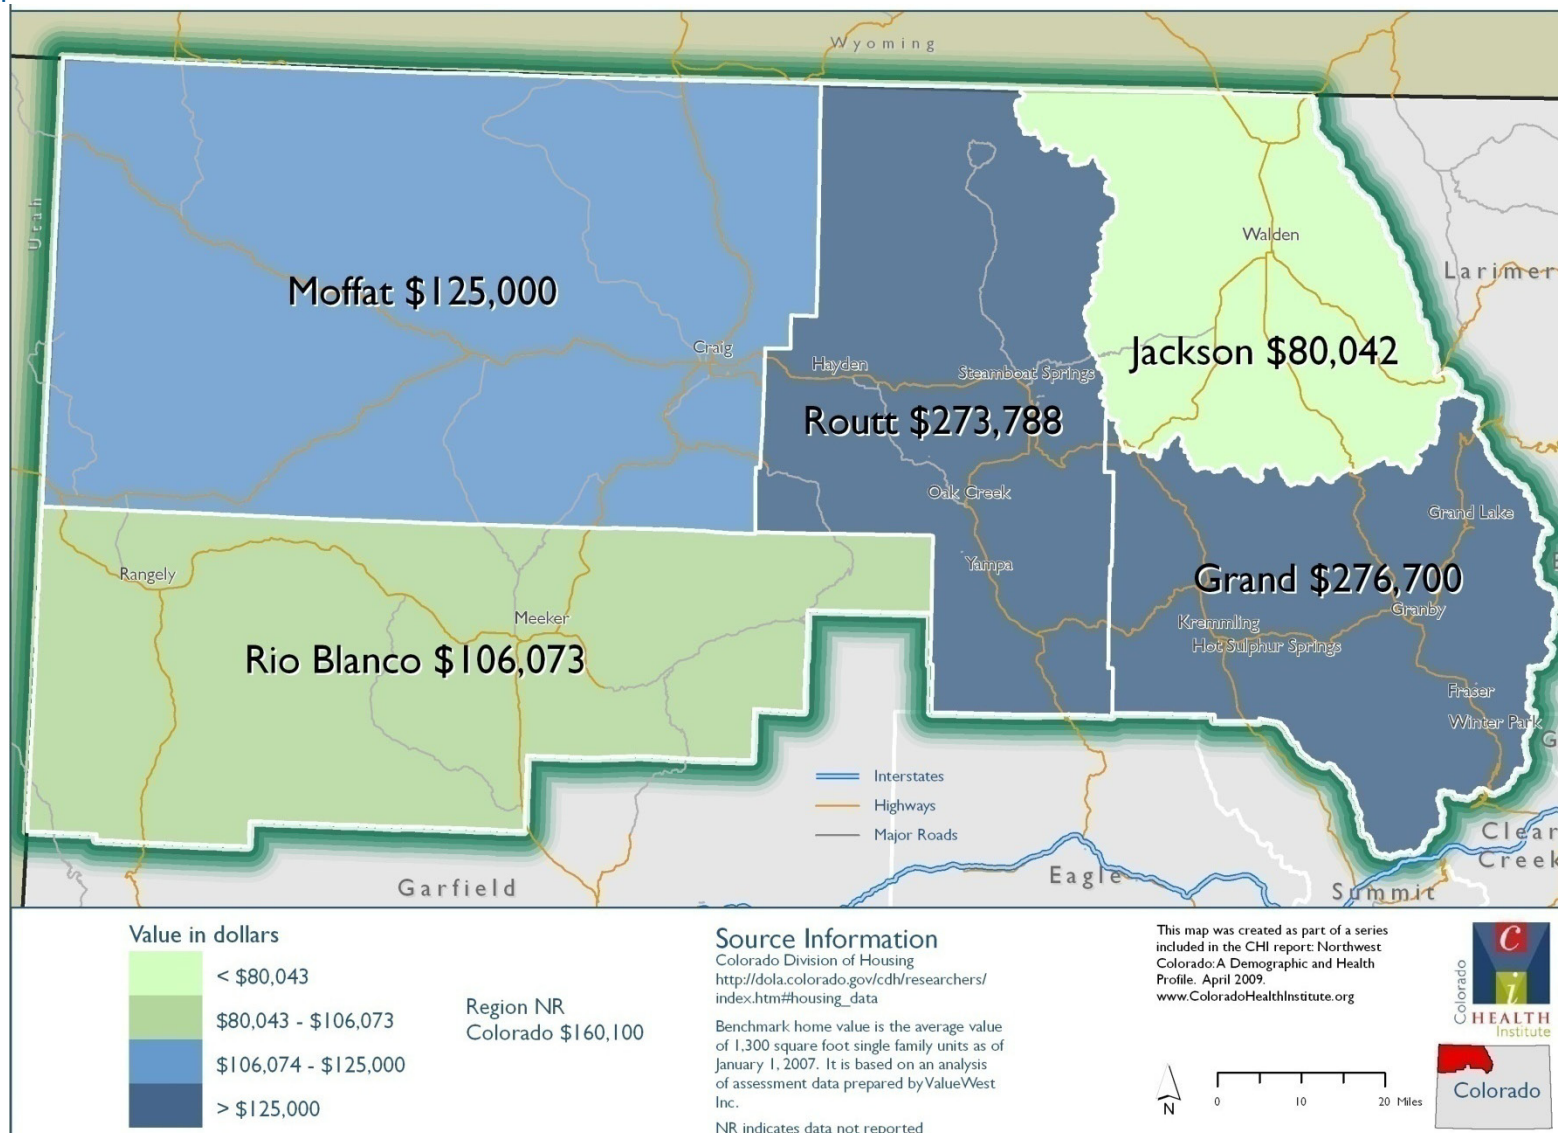 Wyoming
Utah
Walden
Larimer
Moffat $125,000
Craig
Jackson $80,042
Hayden
Steamboat Springs
Routt $273,788
Oak Creek
Grand Lake
Yampa
Rangely
Grand $276,700
Granby
Meeker
Kremmling
Hot Sulphur Springs
Rio Blanco $106,073
Fraser
Winter Park
Interstates
Highways
Major Roads
Clear
Creek
Garfield
Eagle
Summit
Value in dollars
< $80,043
$80,043 - $106,073
$106,074 - $125,000
> $125,000
Region NR
Colorado $160,100
Source Information
Colorado Division of Housing
http://dola.colorado.gov/cdh/researchers/
index.htm#housing_data
Benchmark home value is the average value
of 1,300 square foot single family units as of
January 1, 2007. It is based on an analysis
of assessment data prepared by ValueWest
Inc.
NR indicates data not reported
This map was created as part of a series
included in the CHI report: Northwest
Colorado: A Demographic and Health
Profile. April 2009.
www.ColoradoHealthInstitute.org
N
0 10 20 Miles
c
i
Colorado
HEALTH
Institute
Colorado